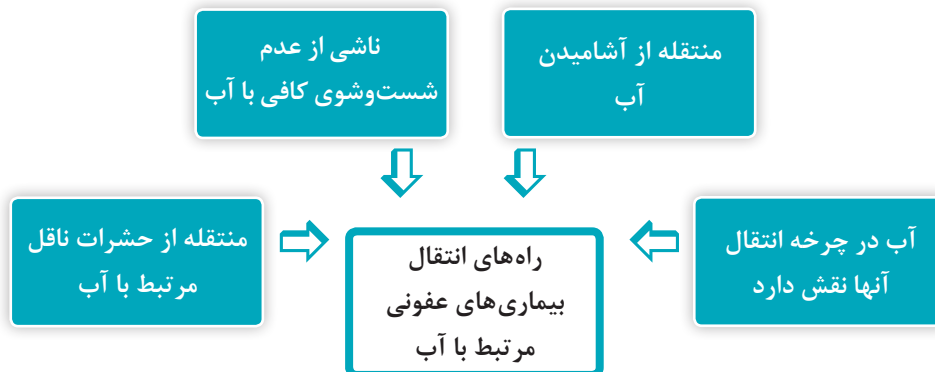 منتقله از آشامیدن
آب
ناشی از عدم
شست‌وشوی کافی با آب
آب در چرخه انتقال
آنها نقش دارد
راه‌های انتقال
بیماری‌های عفونی
مرتبط با آب
منتقله از حشرات ناقل
مرتبط با آب